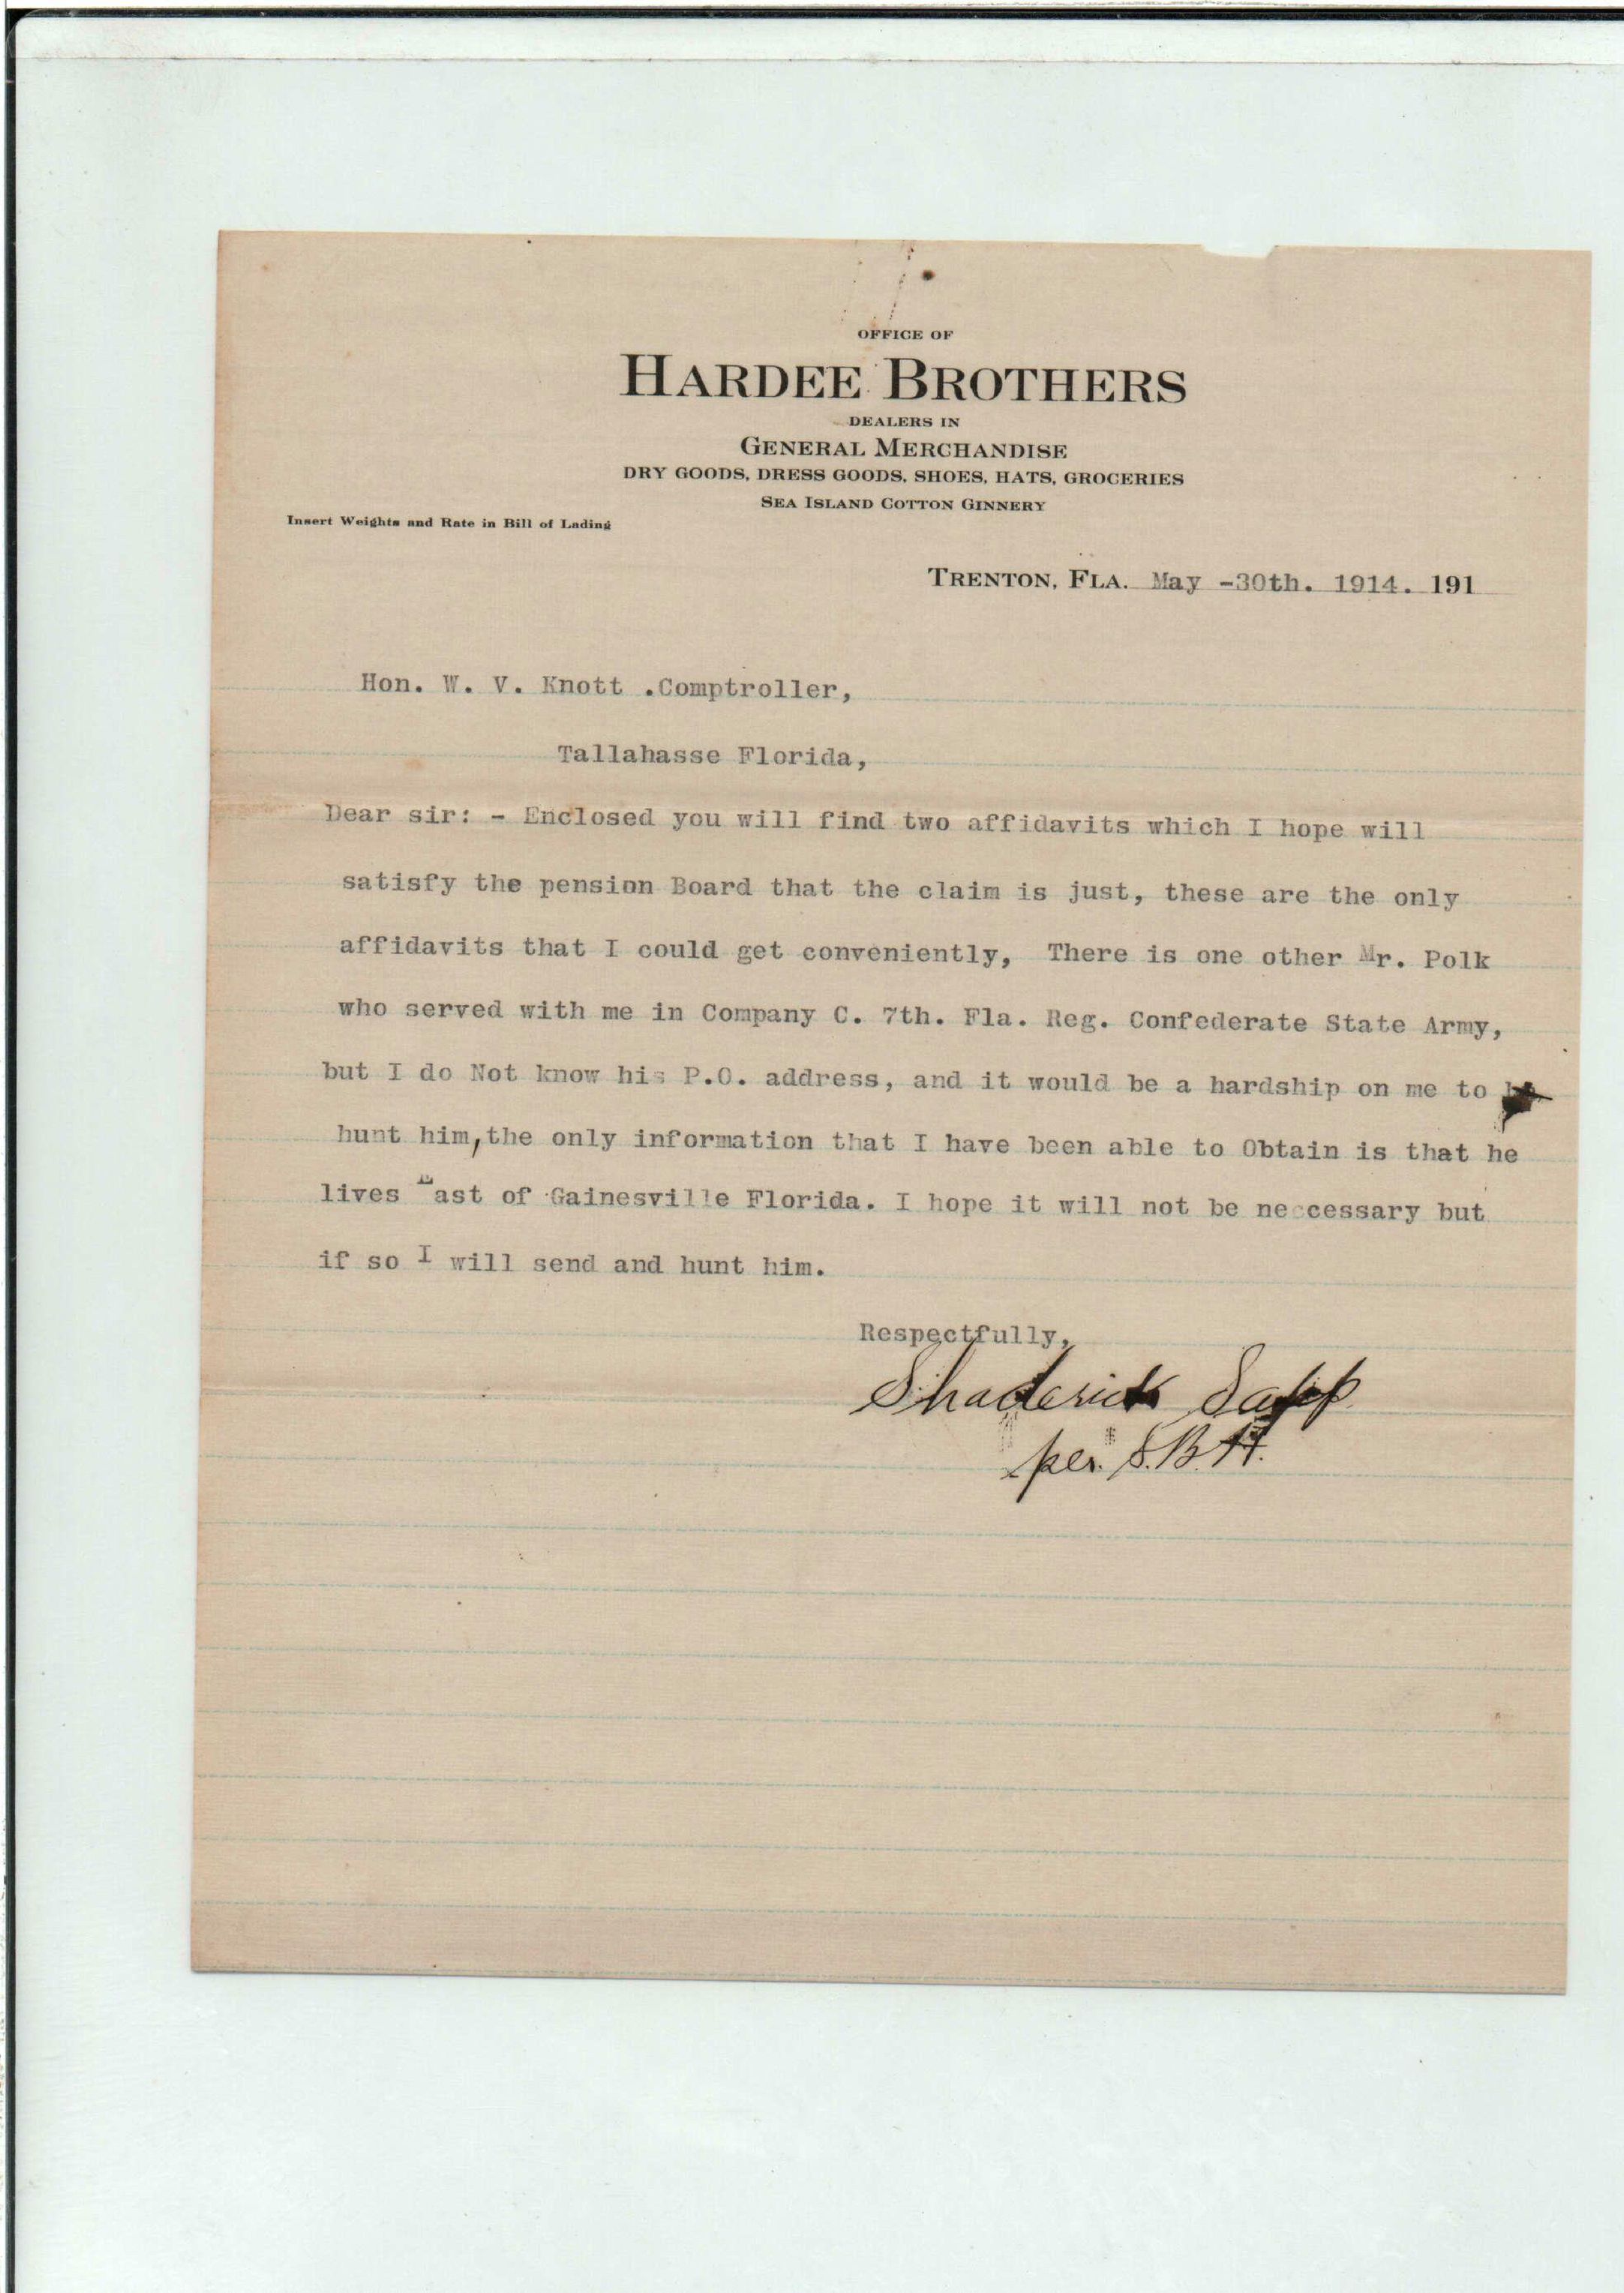 OFFICE OF
HARDEE BROTHERS
DEALERS IN
GENERAL MERCHANDISE
DRY GOODS, DRESS GOODS, SHOES, HATS, GROCERIES
SEA ISLAND COTTON GINNERY
Insert Weights and Rate in Bill of Lading
TRENTON, FLA. May -30th. 1914. 191
Hon. W. V. Knott .Comptroller,
Tallahasse Florida,
Dear sir: - Enclosed you will find two affidavits which I hope will
satisfy the pension Board that the claim is just, these are the only
affidavits that I could get conveniently, There is one other Mr. Polk
who served with me in Company C. 7th. Fla. Reg. Confederate State Army,
but I do Not know his P.O. address, and it would be a hardship on me to
hunt him,the only information that I have been able to Obtain is that he
lives East of Gainesville Florida. I hope it will not be neccessary but
if so I will send and hunt him.
Respectfully,
Shaderick Sapp
per S.B.H.